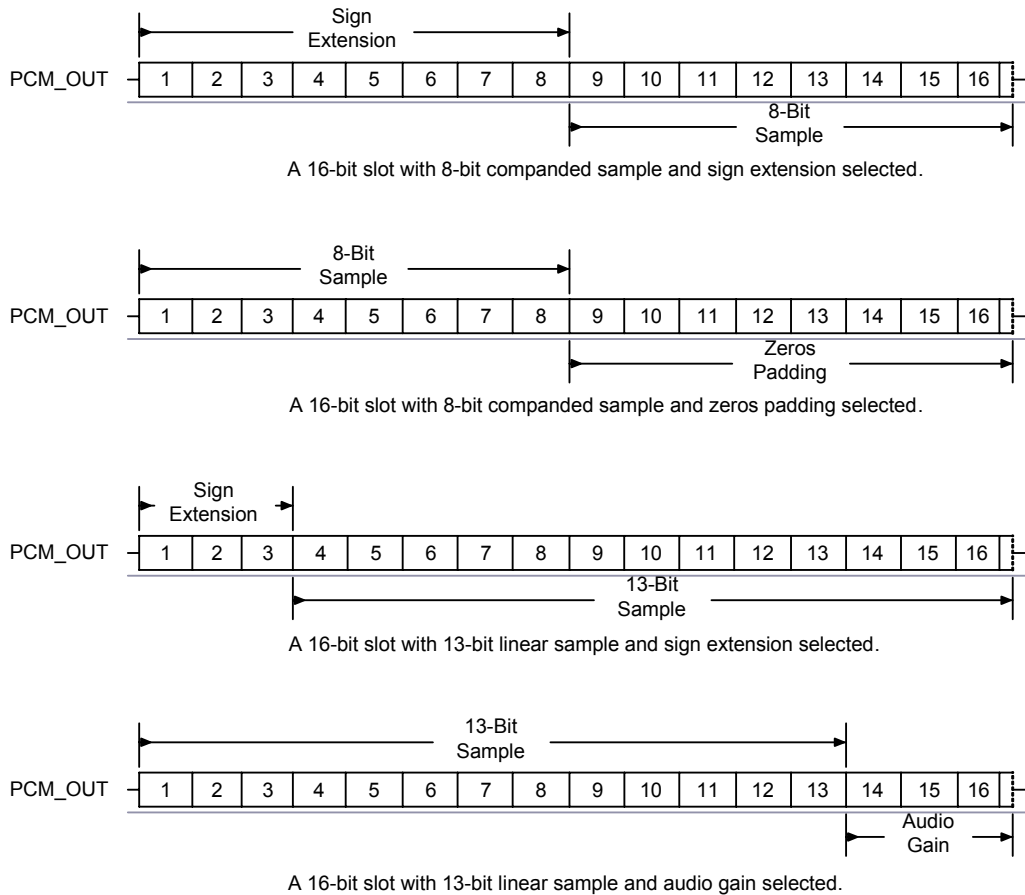 Sign
Extension
PCM_OUT 1 2 3 4 5 6 7 8 9 10 11 12 13 14 15 16
8-Bit
Sample
A 16-bit slot with 8-bit companded sample and sign extension selected.
8-Bit
Sample
PCM_OUT 1 2 3 4 5 6 7 8 9 10 11 12 13 14 15 16
Zeros
Padding
A 16-bit slot with 8-bit companded sample and zeros padding selected.
Sign
Extension
PCM_OUT 1 2 3 4 5 6 7 8 9 10 11 12 13 14 15 16
13-Bit
Sample
A 16-bit slot with 13-bit linear sample and sign extension selected.
13-Bit
Sample
PCM_OUT 1 2 3 4 5 6 7 8 9 10 11 12 13 14 15 16
Audio
Gain
A 16-bit slot with 13-bit linear sample and audio gain selected.